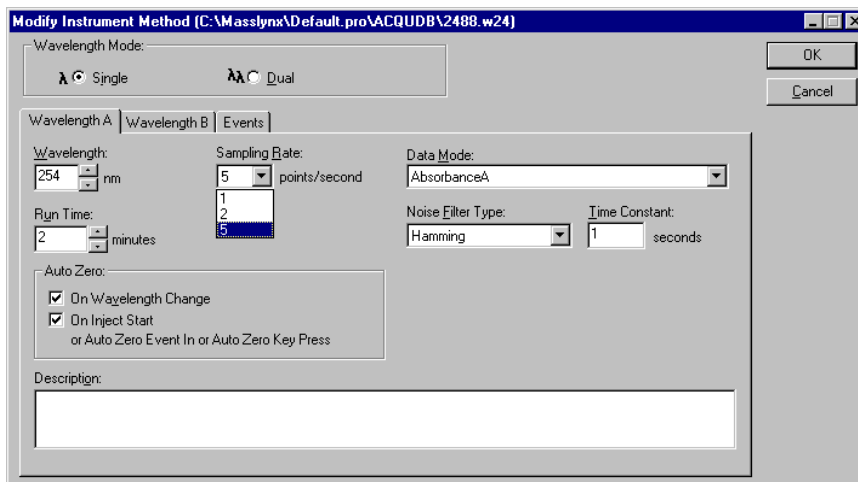 Modify Instrument Method (C:\Masslynx\Default.pro\ACQUDB\2488.w24)
Wavelength Mode:
λ Single
λλ Dual
OK
Cancel
Wavelength A
Wavelength B
Events
Wavelength:
254
nm
Sampling Rate:
5
points/second
1
2
5
Data Mode:
AbsorbanceA
Run Time:
2
minutes
Noise Filter Type:
Hamming
Time Constant:
1
seconds
Auto Zero:
On Wavelength Change
On Inject Start
or Auto Zero Event In or Auto Zero Key Press
Description: